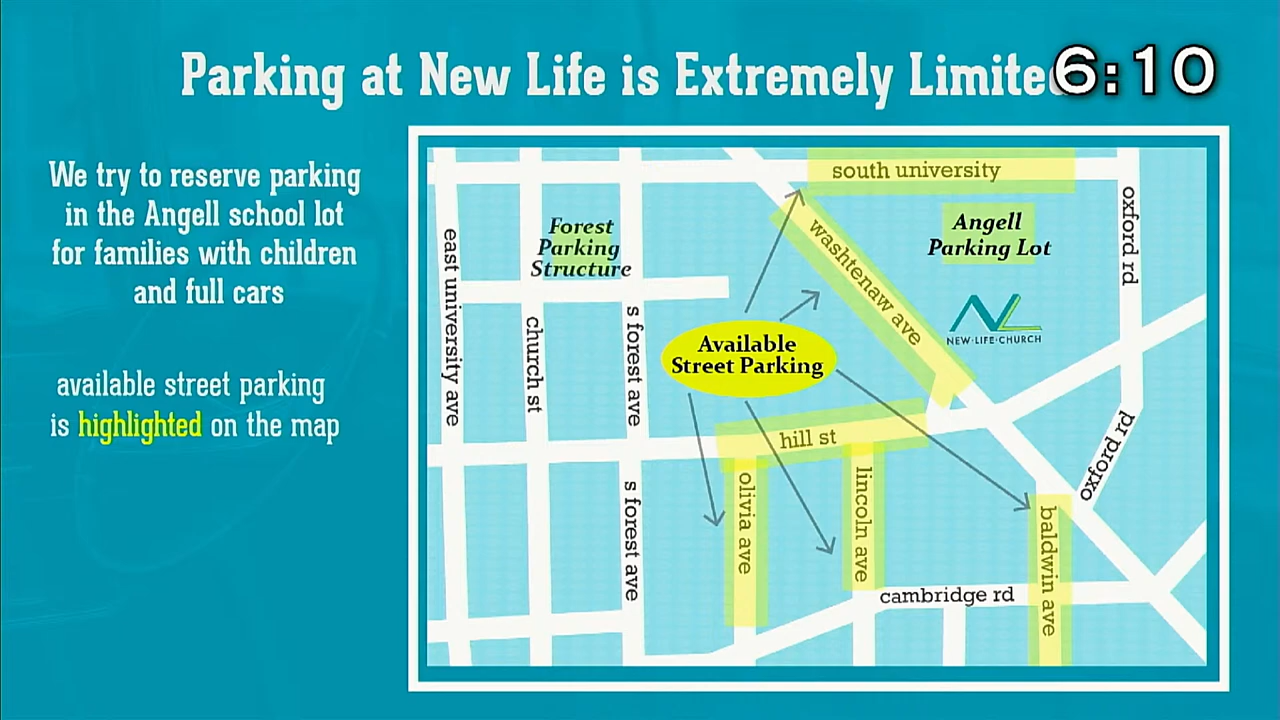 Parking at New Life is Extremely Limite
6:10
We try to reserve parking
in the Angell school lot
for families with children
and full cars
available street parking
is highlighted on the map
south university
Forest
Parking
Structure
Angell
Parking Lot
oxford rd
washtenaw ave
east university ave
church st
s forest ave
NEW·LIFE·CHURCH
Available
Street Parking
hill st
oxford rd
olivia ave
lincoln ave
s forest ave
baldwin ave
cambridge rd